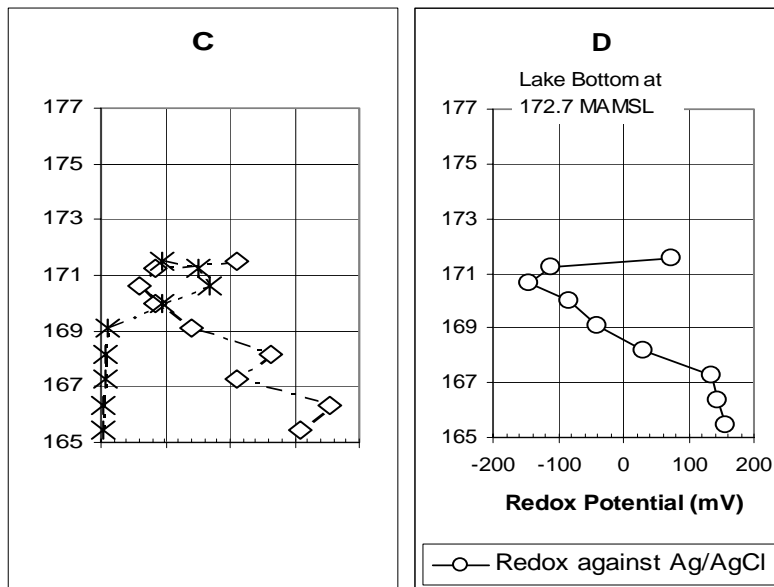 C
177
175
173
171
169
167
165
D
Lake Bottom at
172.7 MAMSL
177
175
173
171
169
167
165
-200 -100 0 100 200
Redox Potential (mV)
Redox against Ag/AgCl